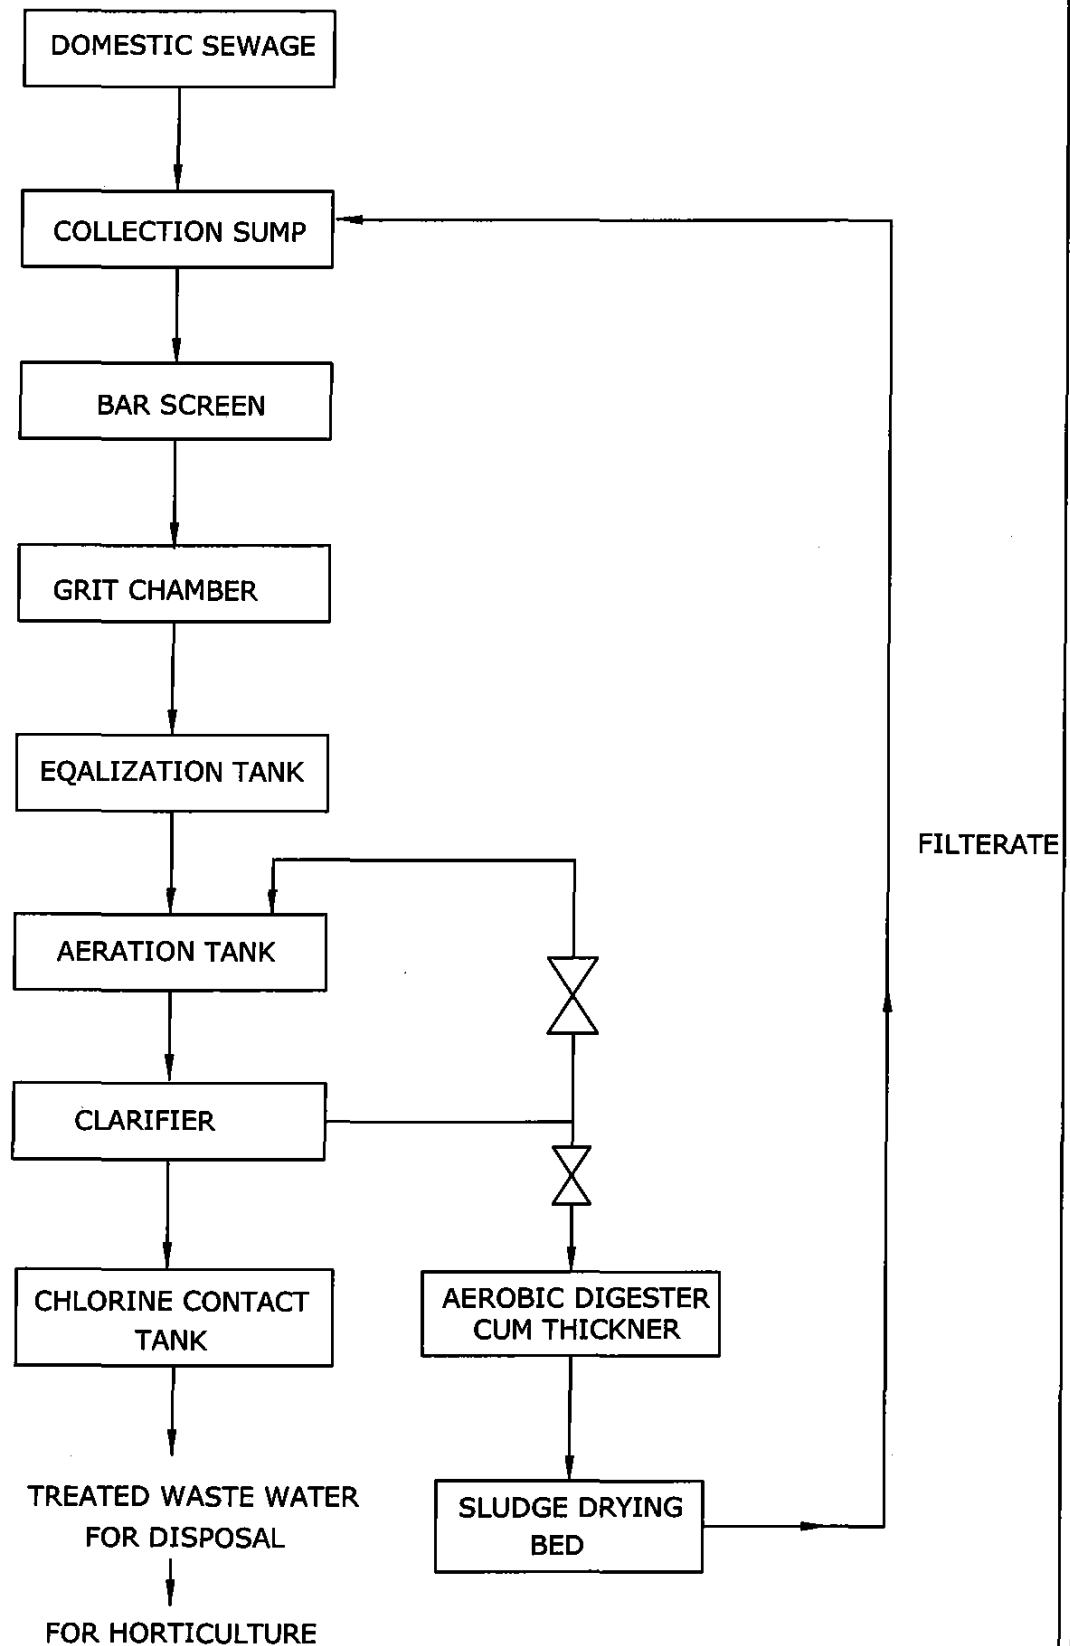 DOMESTIC SEWAGE
COLLECTION SUMP
BAR SCREEN
GRIT CHAMBER
EQALIZATION TANK
FILTERATE
AERATION TANK
CLARIFIER
CHLORINE CONTACT
TANK
AEROBIC DIGESTER
CUM THICKNER
TREATED WASTE WATER
FOR DISPOSAL
SLUDGE DRYING
BED
FOR HORTICULTURE